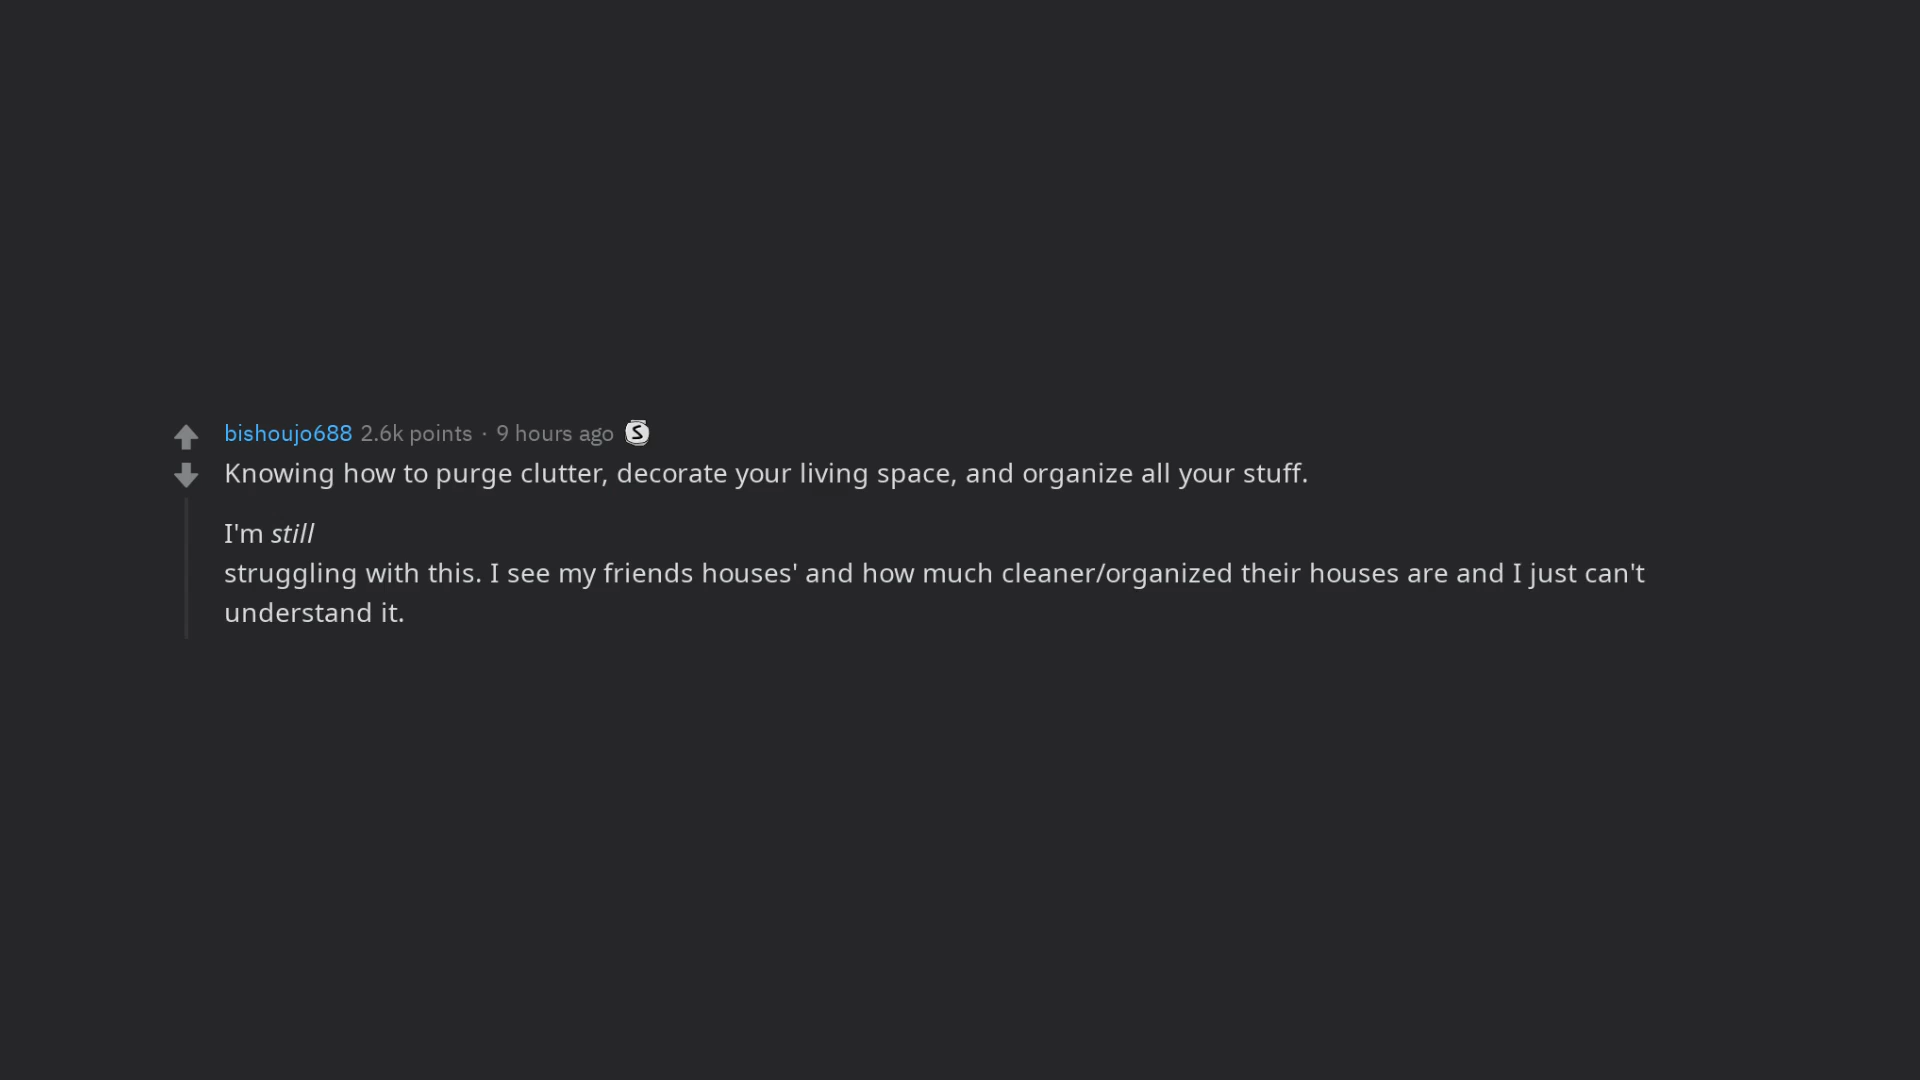 bishoujo688 2.6k points · 9 hours ago S
Knowing how to purge clutter, decorate your living space, and organize all your stuff.
I'm still
struggling with this. I see my friends houses' and how much cleaner/organized their houses are and I just can't
understand it.